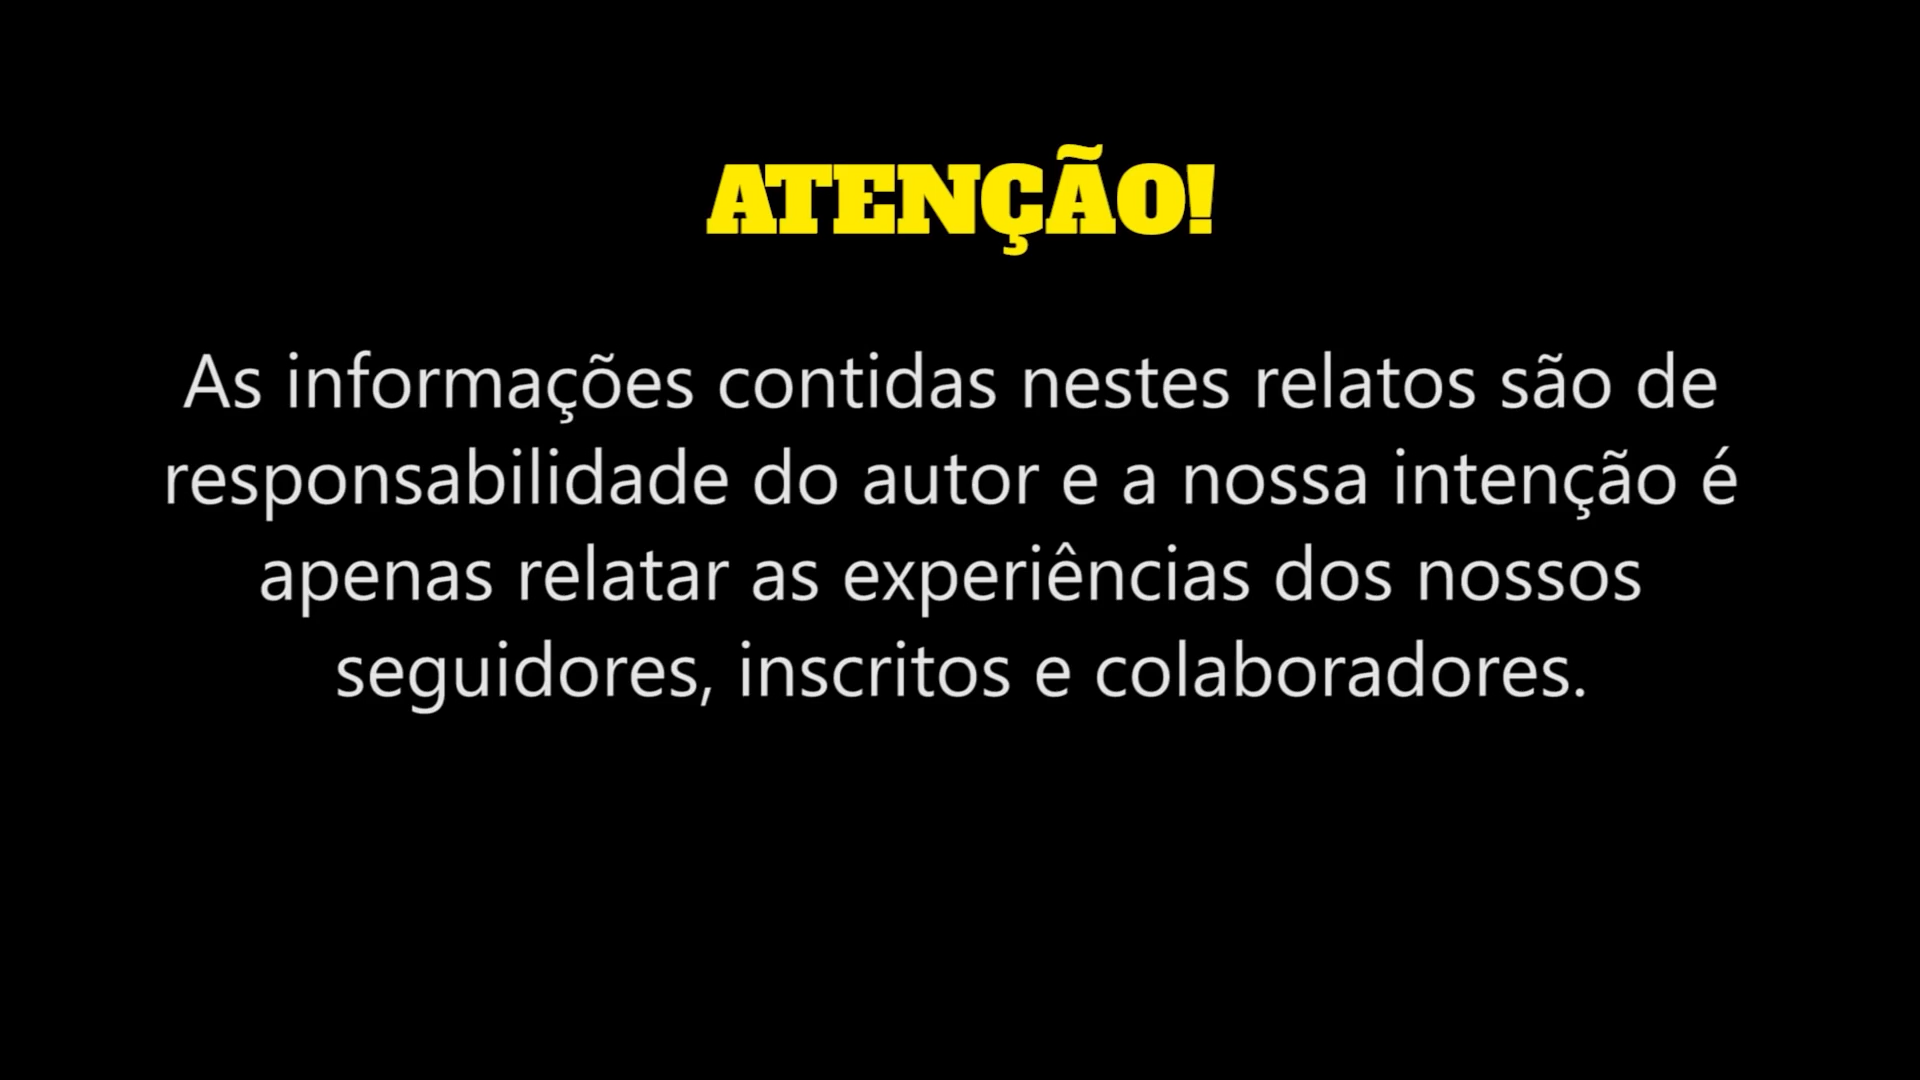 ATENÇÃO!
As informações contidas nestes relatos são de
responsabilidade do autor e a nossa intenção é
apenas relatar as experiências dos nossos
seguidores, inscritos e colaboradores.